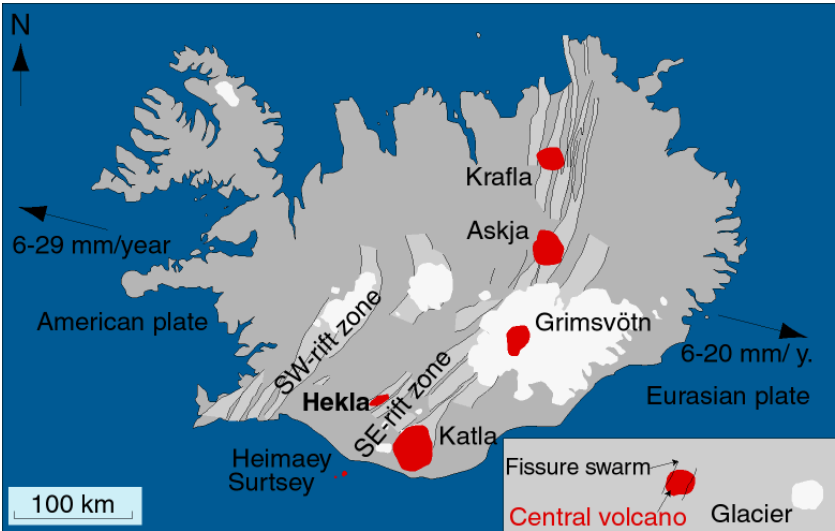 N
Krafla
Askja
6-29 mm/year
American plate
SW-rift zone
Grimsvötn
6-20 mm/ y.
Eurasian plate
Hekla
SE-rift zone
Katla
Heimaey
Surtsey
100 km
Fissure swarm
Central volcano
Glacier